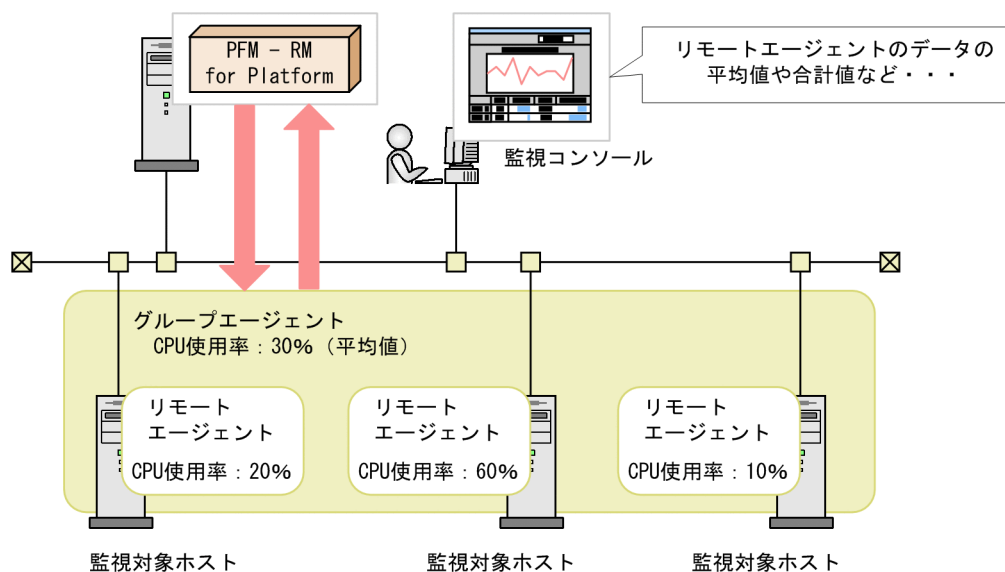 PFM - RM
for Platform
リモートエージェントのデータの
平均値や合計値など・・・
監視コンソール
グループエージェント
CPU使用率：30%（平均値）
リモート
エージェント
CPU使用率：20%
リモート
エージェント
CPU使用率：60%
リモート
エージェント
CPU使用率：10%
監視対象ホスト
監視対象ホスト
監視対象ホスト